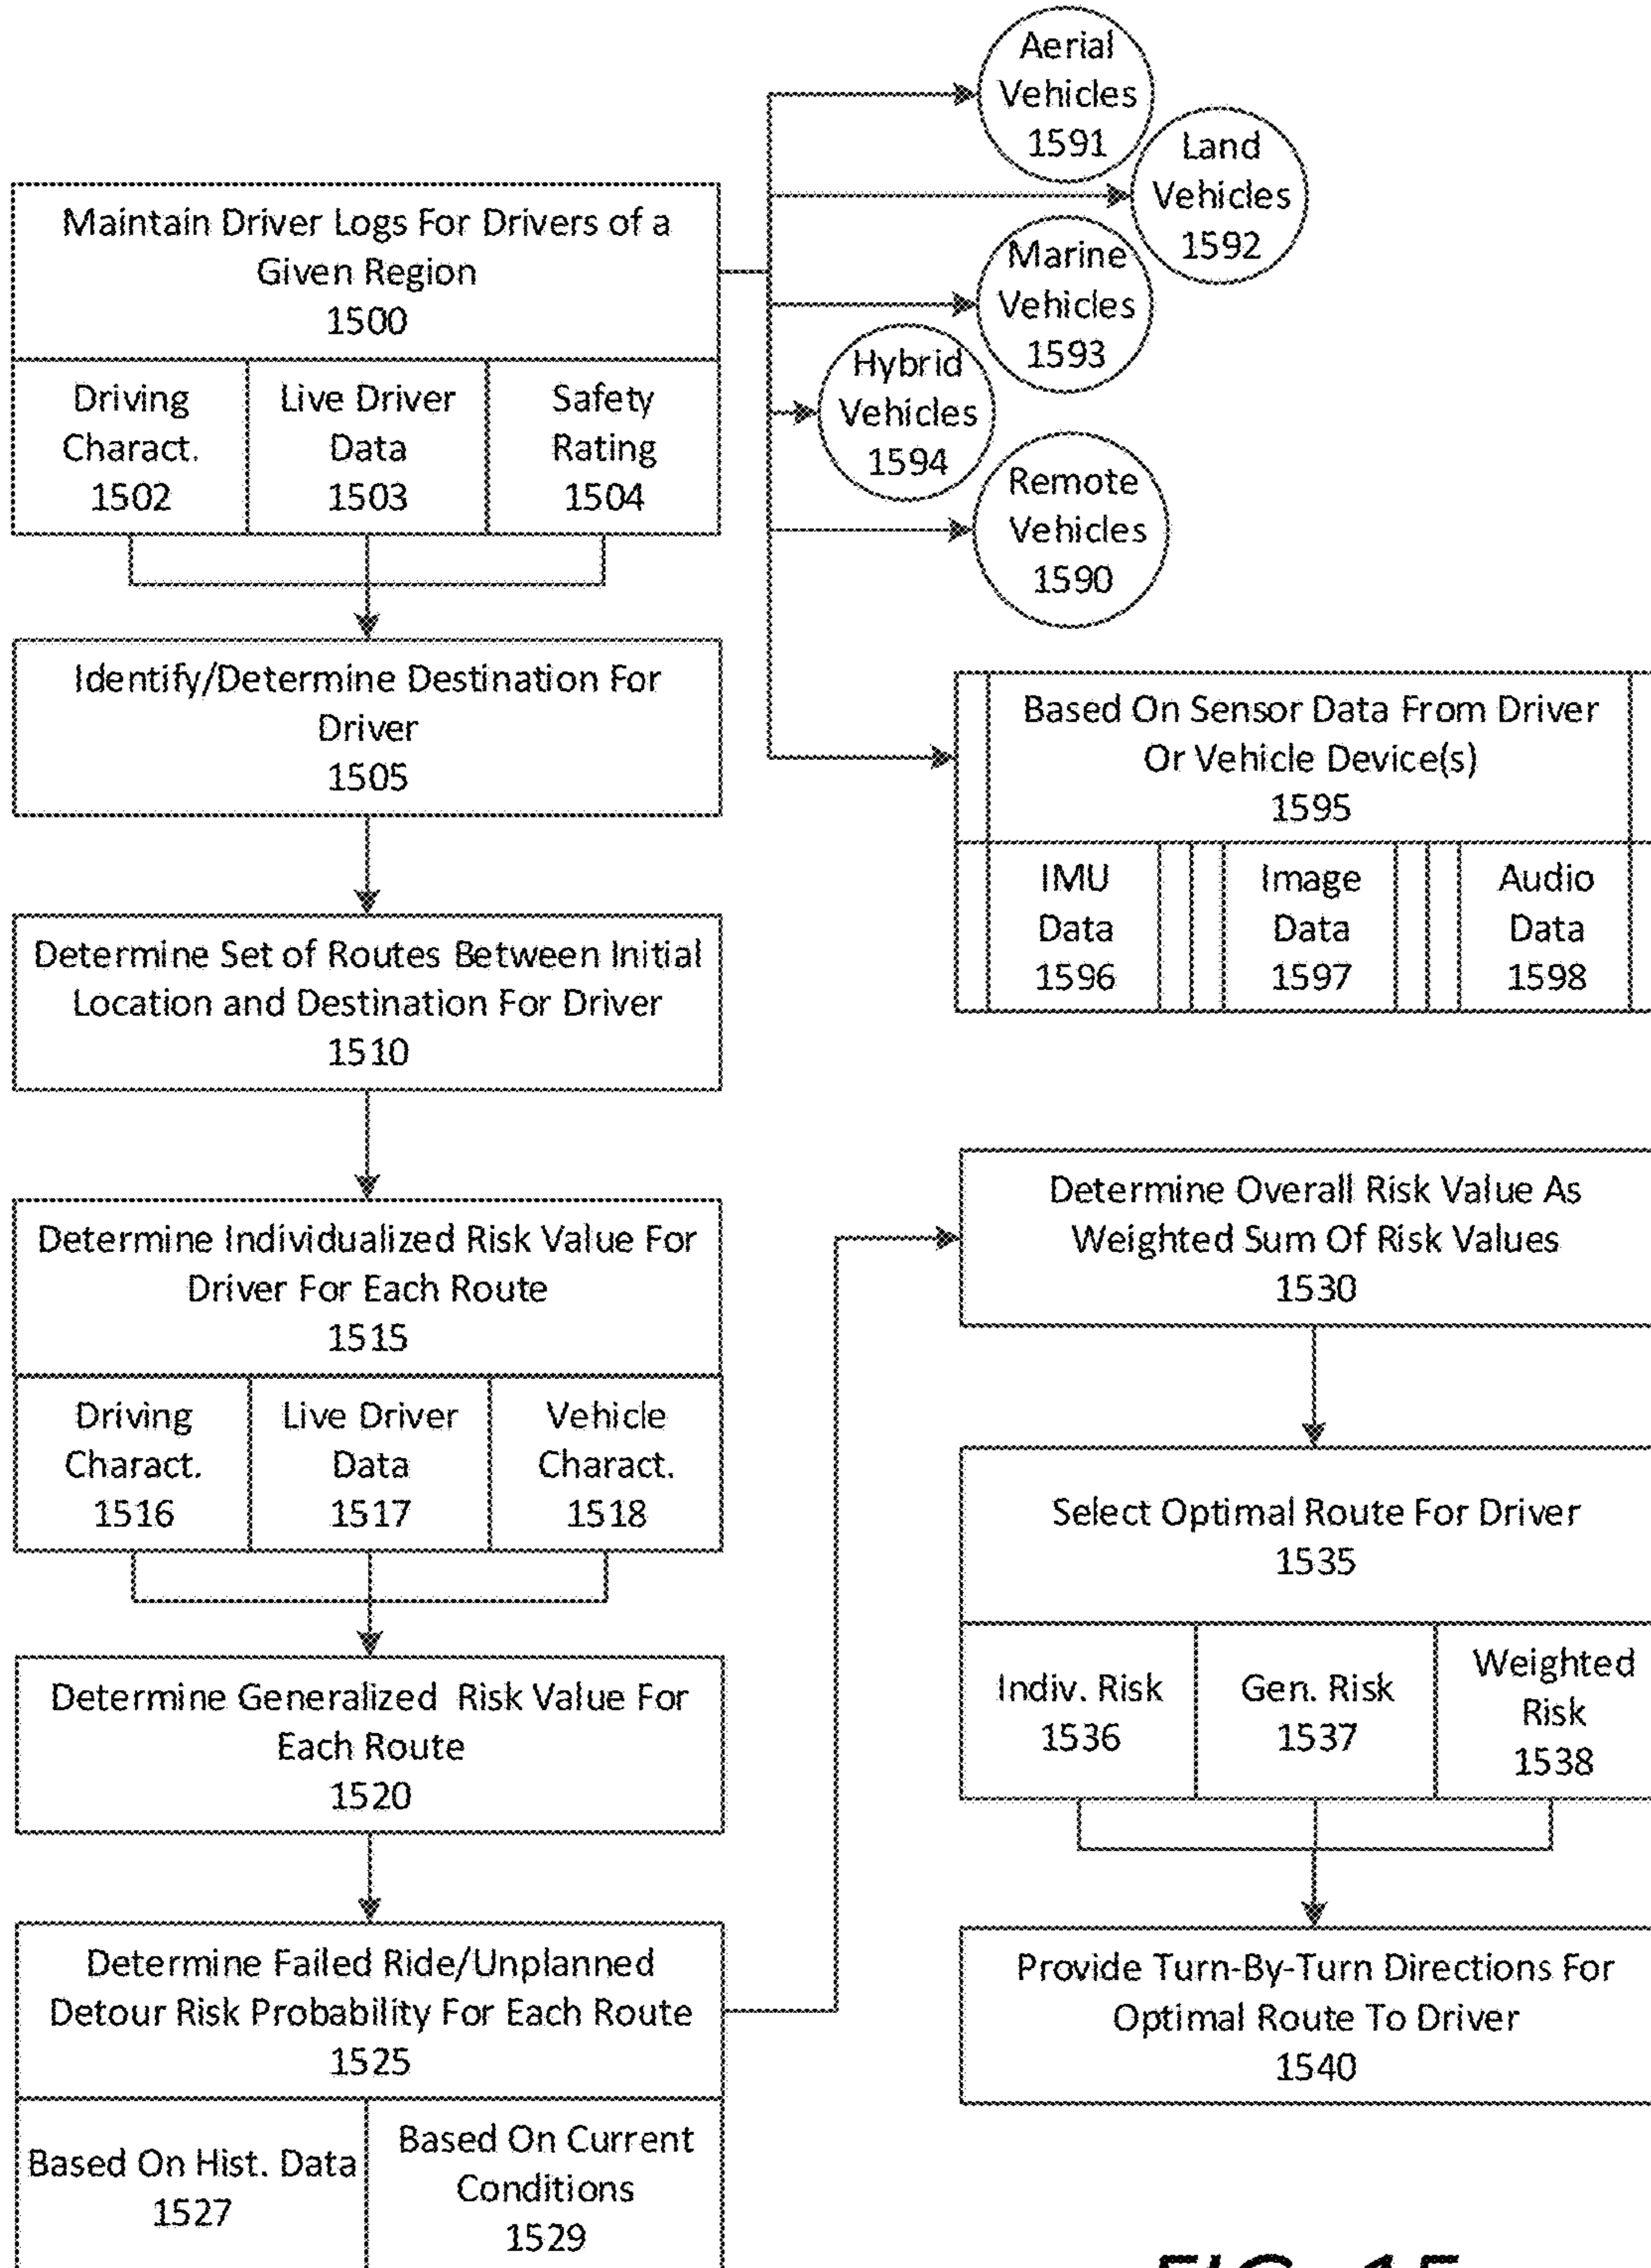 Aerial
Vehicles
1591
Land
Vehicles
1592
Marine
Vehicles
1593
Hybrid
Vehicles
1594
Remote
Vehicles
1590
Maintain Driver Logs For Drivers of a
Given Region
1500
Driving
Charact.
1502
Live Driver
Data
1503
Safety
Rating
1504
Identify/Determine Destination For
Driver
1505
Based On Sensor Data From Driver
Or Vehicle Device(s)
1595
IMU
Data
1596
Image
Data
1597
Audio
Data
1598
Determine Set of Routes Between Initial
Location and Destination For Driver
1510
Determine Individualized Risk Value For
Driver For Each Route
1515
Driving
Charact.
1516
Live Driver
Data
1517
Vehicle
Charact.
1518
Determine Generalized Risk Value For
Each Route
1520
Determine Failed Ride/Unplanned
Detour Risk Probability For Each Route
1525
Based On Hist. Data
1527
Based On Current
Conditions
1529
Determine Overall Risk Value As
Weighted Sum Of Risk Values
1530
Select Optimal Route For Driver
1535
Indiv. Risk
1536
Gen. Risk
1537
Weighted
Risk
1538
Provide Turn-By-Turn Directions For
Optimal Route To Driver
1540